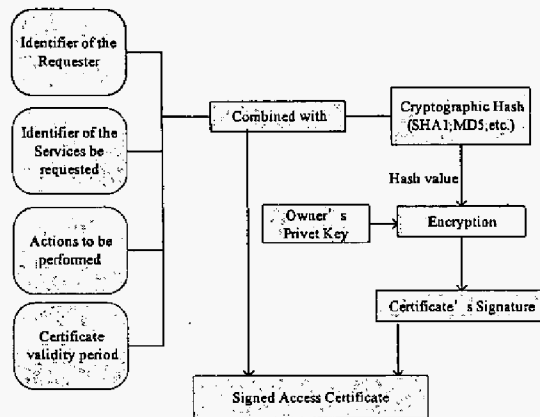 Identifier of the
Requester
Identifier of the
Services be
requested
Actions to be
performed
Certificate
validity period
Combined with
Cryptographic Hash
(SHA1;MD5;etc.)
Hash value
Owner's
Privet Key
Encryption
Certificate's Signature
Signed Access Certificate